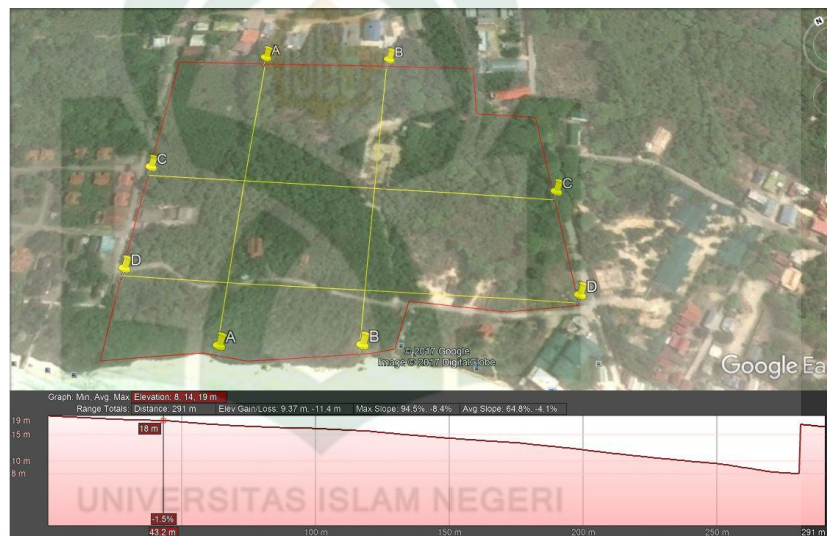 A
B
C
C
D
D
A
B
N
© 2017 Google
Image © 2017 DigitalGlobe
Google Ea
Graph: Min, Avg, Max Elevation: 8, 14, 19 m
Range Totals: Distance: 291 m Elev Gain/Loss: 9.37 m, -11.4 m Max Slope: 94.5%, -8.4% Avg Slope: 64.8%, -4.1%
19 m
18 m
15 m
10 m
8 m
UNIVERSITAS ISLAM NEGERI
-1.5%
43.2 m
100 m
150 m
200 m
250 m
291 m